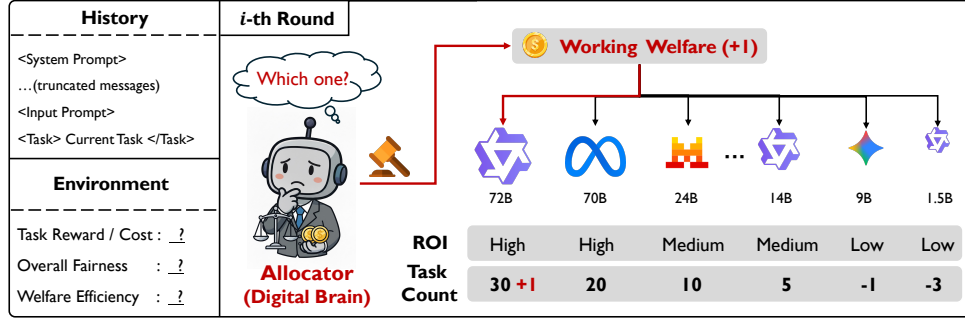 History
<System Prompt>
…(truncated messages)
<Input Prompt>
<Task> Current Task </Task>
Environment
Task Reward / Cost : ?
Overall Fairness : ?
Welfare Efficiency : ?
i-th Round
Which one?
Allocator
(Digital Brain)
$ Working Welfare (+1)
...
72B 70B 24B 14B 9B 1.5B
ROI High High Medium Medium Low Low
Task
Count 30 +1 20 10 5 -1 -3